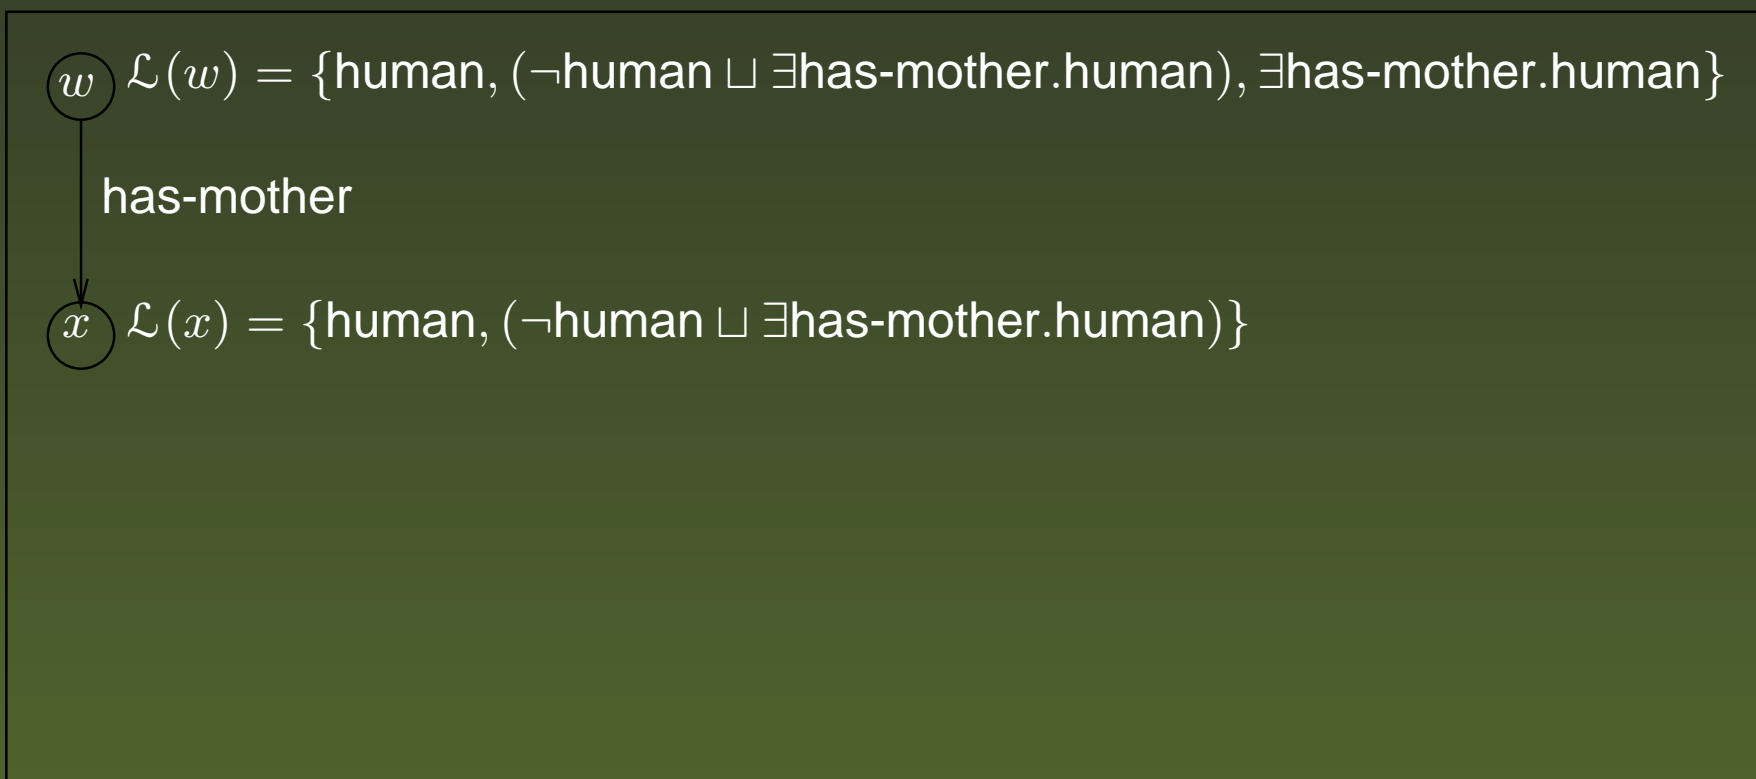 w ℒ(w) = {human, (¬human ⊔ ∃has-mother.human), ∃has-mother.human}
has-mother
x ℒ(x) = {human, (¬human ⊔ ∃has-mother.human)}